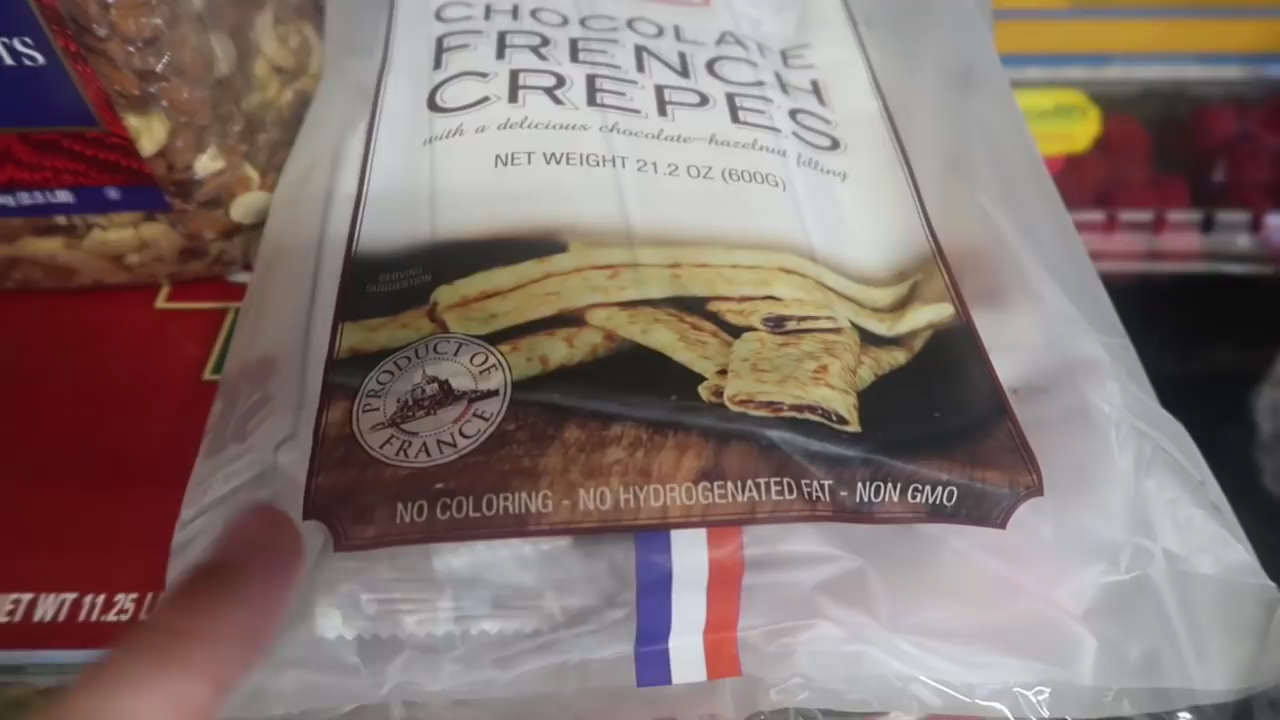 CHOCOLATE
FRENCH
CREPES
with a delicious chocolate-hazelnut filling
NET WEIGHT 21.2 OZ (600G)
SERVING
SUGGESTION
PRODUCT OF
FRANCE
NO COLORING - NO HYDROGENATED FAT - NON GMO
TS
ET WT 11.25 L